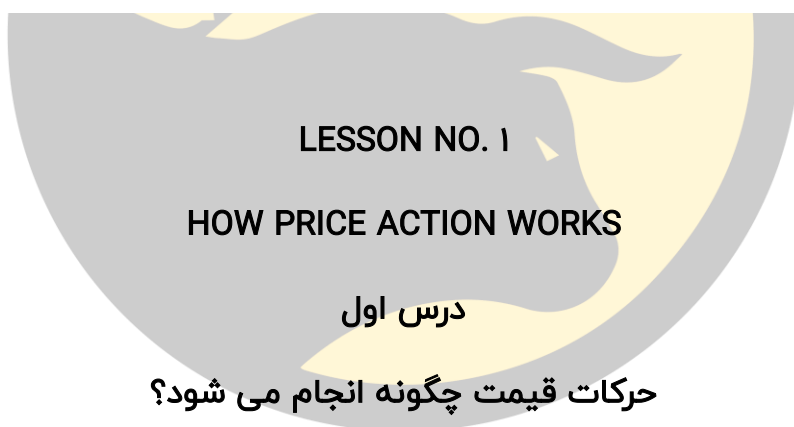 LESSON NO. ۱
HOW PRICE ACTION WORKS
درس اول
حرکات قیمت چگونه انجام می شود؟